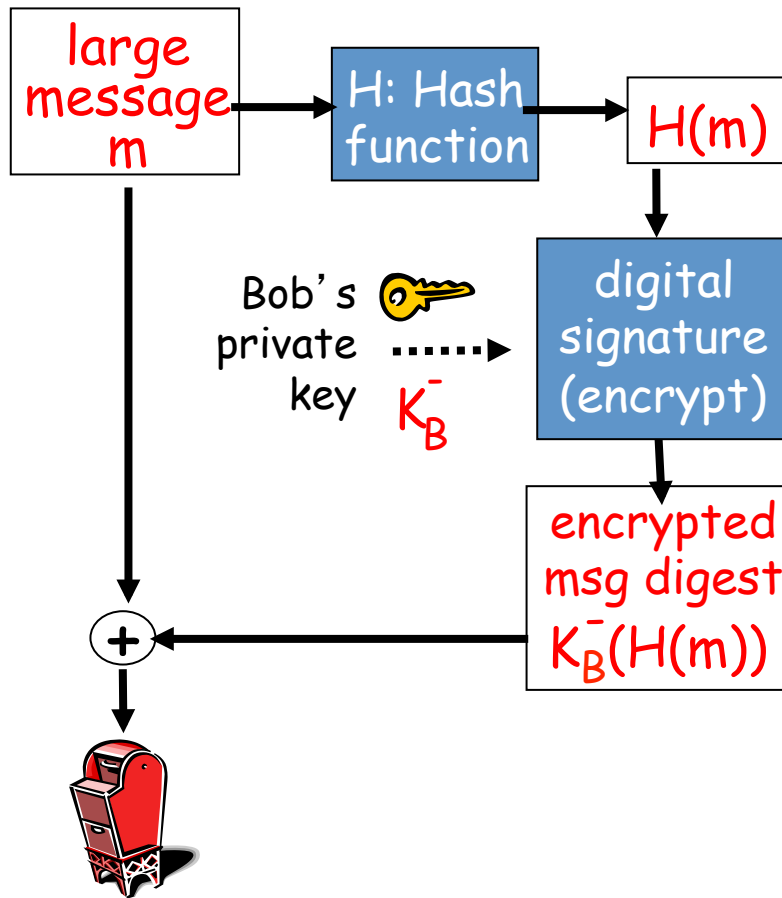 large
message
m
H: Hash
function
H(m)
Bob's
private
key
K_B^-
digital
signature
(encrypt)
encrypted
msg digest
K_B^-(H(m))
+